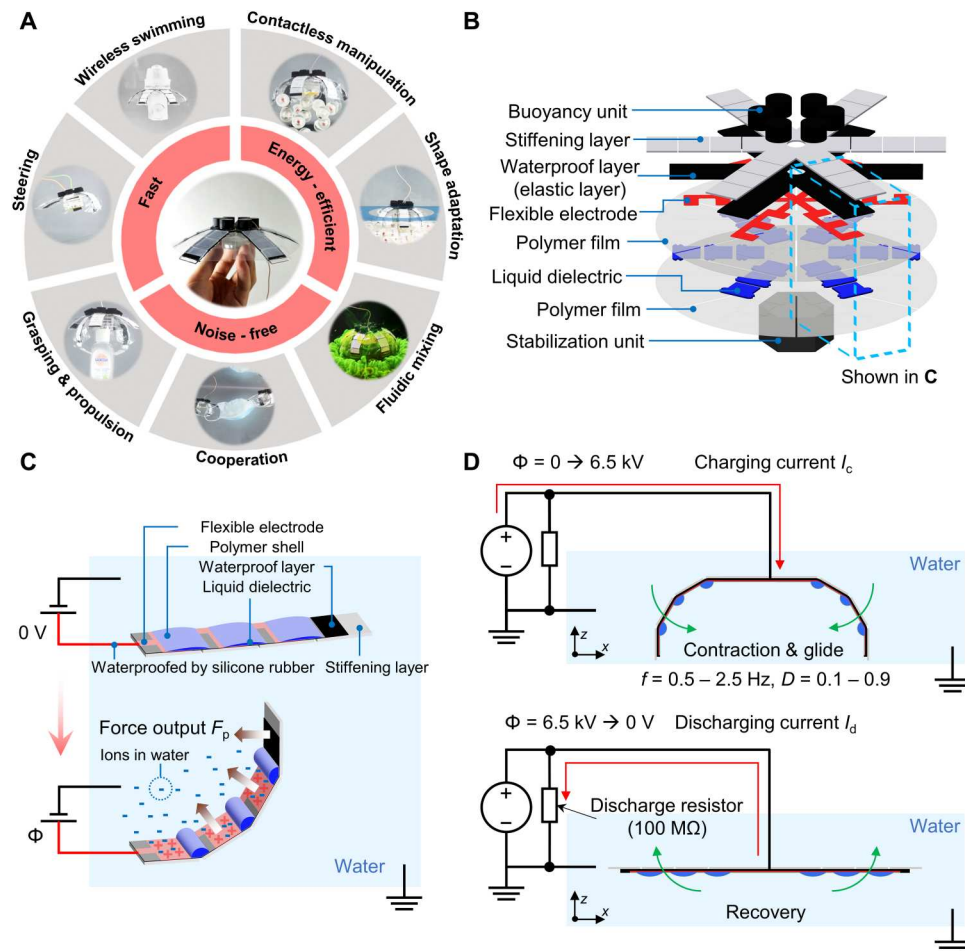 A
Wireless swimming
Contactless manipulation
Steering
Shape adaptation
Grasping & propulsion
Fluidic mixing
Cooperation
Fast
Energy - efficient
Noise - free
B
Buoyancy unit
Stiffening layer
Waterproof layer
(elastic layer)
Flexible electrode
Polymer film
Liquid dielectric
Polymer film
Stabilization unit
Shown in C
C
Flexible electrode
Polymer shell
Waterproof layer
Liquid dielectric
0 V
Waterproofed by silicone rubber
Stiffening layer
Force output Fp
Ions in water
Φ
Water
D
Φ = 0 → 6.5 kV
Charging current Ic
Water
z
x
Contraction & glide
f = 0.5 – 2.5 Hz, D = 0.1 – 0.9
Φ = 6.5 kV → 0 V
Discharging current Id
Discharge resistor
(100 MΩ)
Water
z
x
Recovery